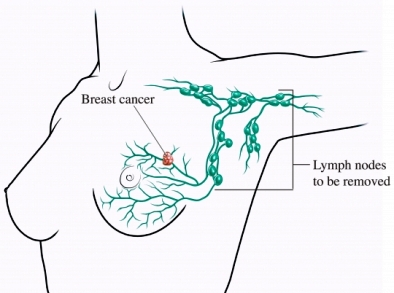 Breast cancer
Lymph nodes
to be removed